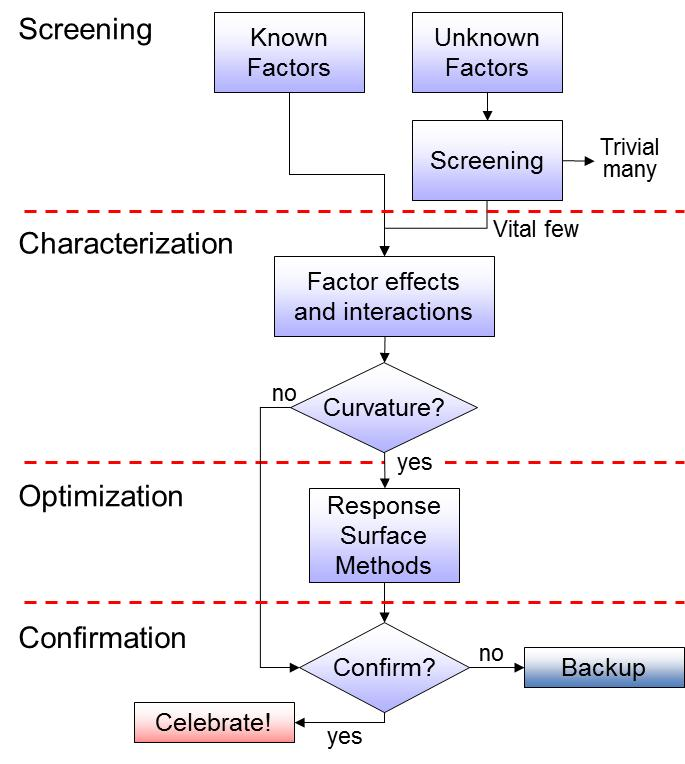 Screening
Known
Factors
Unknown
Factors
Screening
Trivial
many
Vital few
Characterization
Factor effects
and interactions
no
Curvature?
yes
Optimization
Response
Surface
Methods
Confirmation
Confirm?
no
Backup
Celebrate!
yes